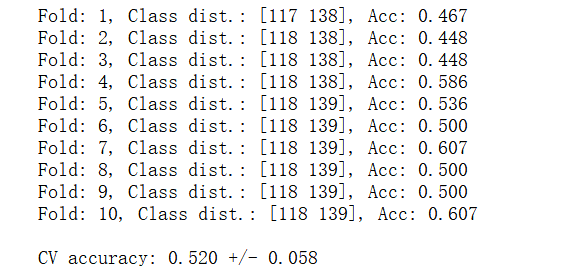 Fold: 1, Class dist.: [117 138], Acc: 0.467
Fold: 2, Class dist.: [118 138], Acc: 0.448
Fold: 3, Class dist.: [118 138], Acc: 0.448
Fold: 4, Class dist.: [118 138], Acc: 0.586
Fold: 5, Class dist.: [118 139], Acc: 0.536
Fold: 6, Class dist.: [118 139], Acc: 0.500
Fold: 7, Class dist.: [118 139], Acc: 0.607
Fold: 8, Class dist.: [118 139], Acc: 0.500
Fold: 9, Class dist.: [118 139], Acc: 0.500
Fold: 10, Class dist.: [118 139], Acc: 0.607
CV accuracy: 0.520 +/- 0.058